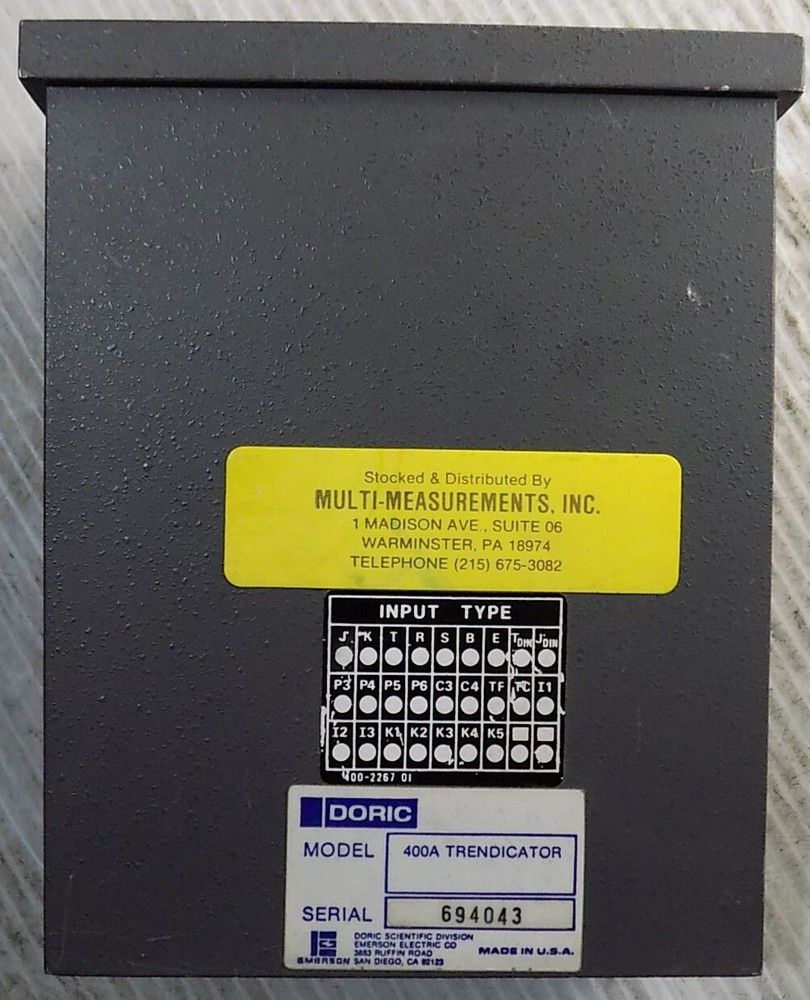 Stocked & Distributed By
MULTI-MEASUREMENTS, INC.
1 MADISON AVE., SUITE 06
WARMINSTER, PA 18974
TELEPHONE (215) 675-3082
INPUT TYPE
J K T R S B E TDIN JDIN
P3 P4 P5 P6 C3 C4 TF TC I1
I2 I3 K1 K2 K3 K4 K5
400-2267 01
DORIC
MODEL 400A TRENDICATOR
SERIAL 694043
DORIC SCIENTIFIC DIVISION
EMERSON ELECTRIC CO
3883 RUFFIN ROAD
EMERSON SAN DIEGO, CA 92123
MADE IN U.S.A.